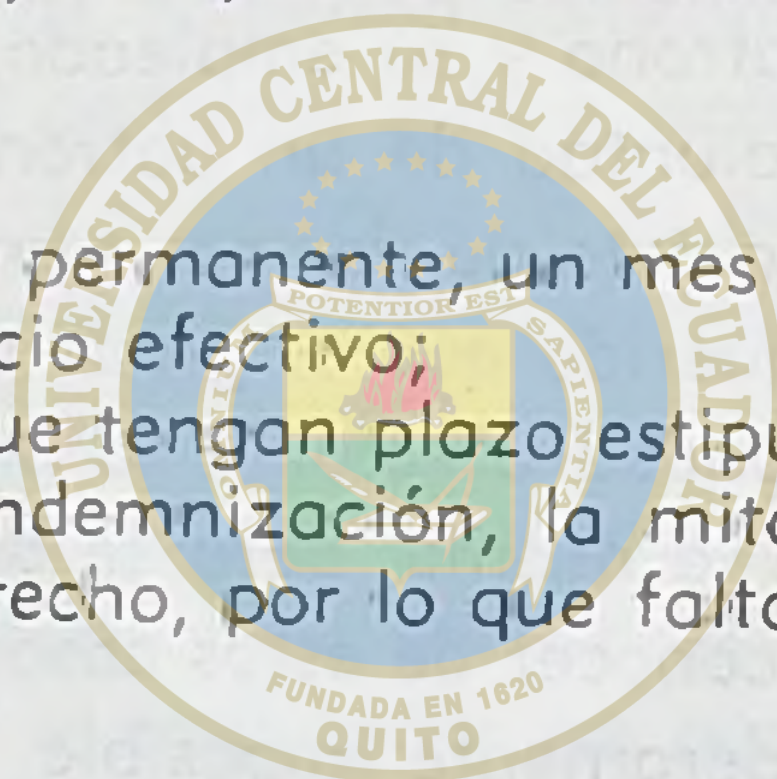 UNIVERSIDAD CENTRAL DEL ECUADOR
permanente, un mes
cio efectivo;
ue tengan plazo estipu
ndemnización, la mita
recho, por lo que falta
POTENTIOR EST
SAPIENTIA
FUNDADA EN 1620
QUITO